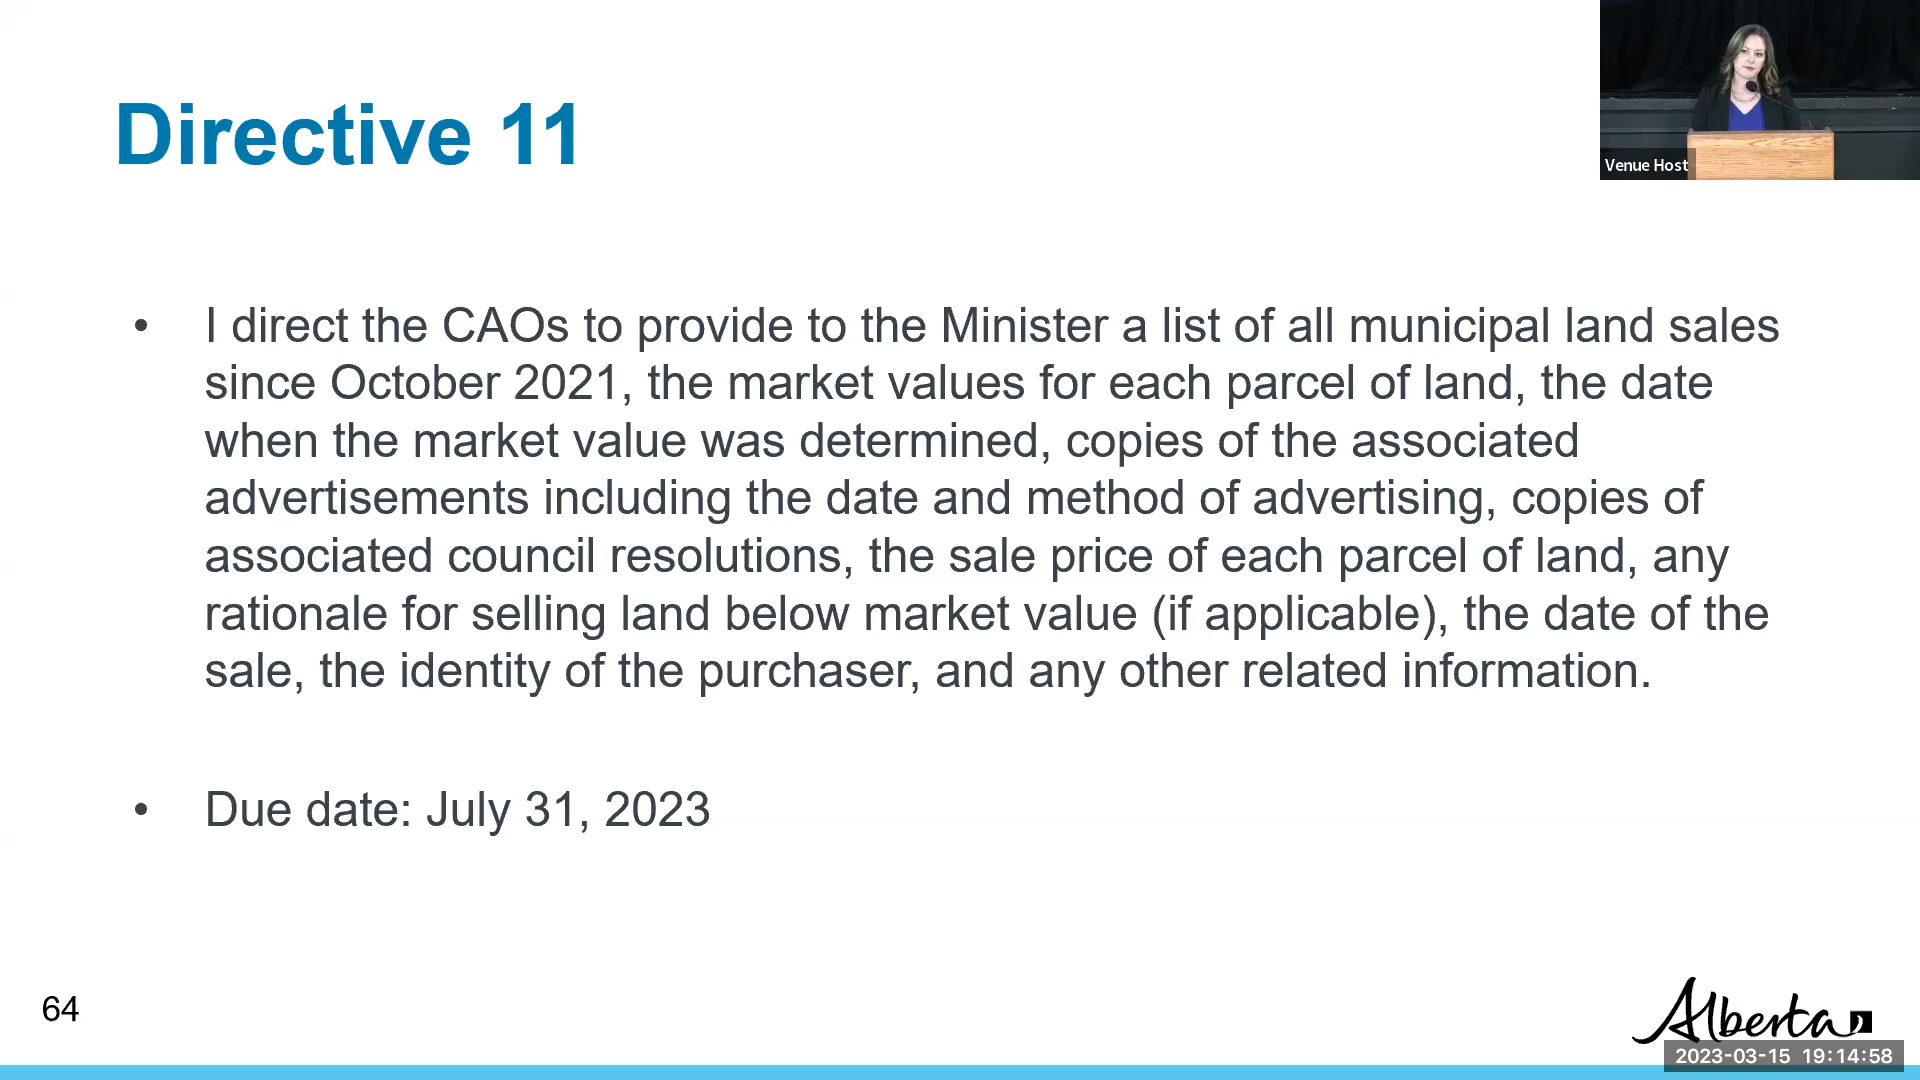 Directive 11
Venue Host
• I direct the CAOs to provide to the Minister a list of all municipal land sales
since October 2021, the market values for each parcel of land, the date
when the market value was determined, copies of the associated
advertisements including the date and method of advertising, copies of
associated council resolutions, the sale price of each parcel of land, any
rationale for selling land below market value (if applicable), the date of the
sale, the identity of the purchaser, and any other related information.
• Due date: July 31, 2023
64
Alberta
2023-03-15 19:14:58